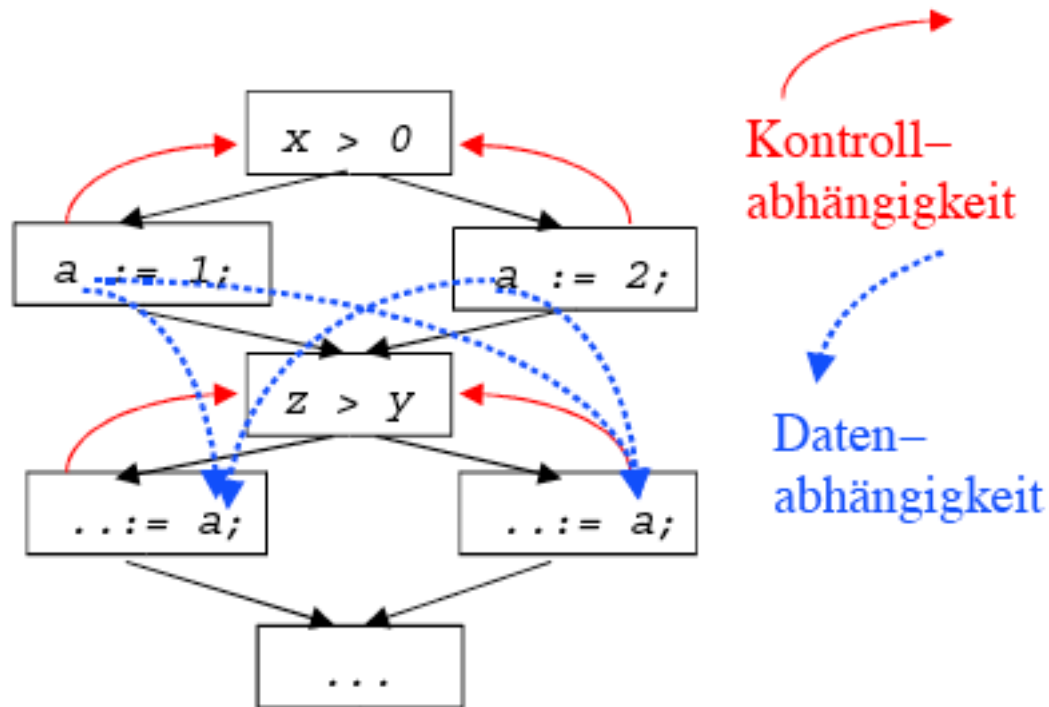 x > 0
Kontroll–
abhängigkeit
a := 1;
a := 2;
z > y
Daten–
abhängigkeit
..:= a;
..:= a;
...